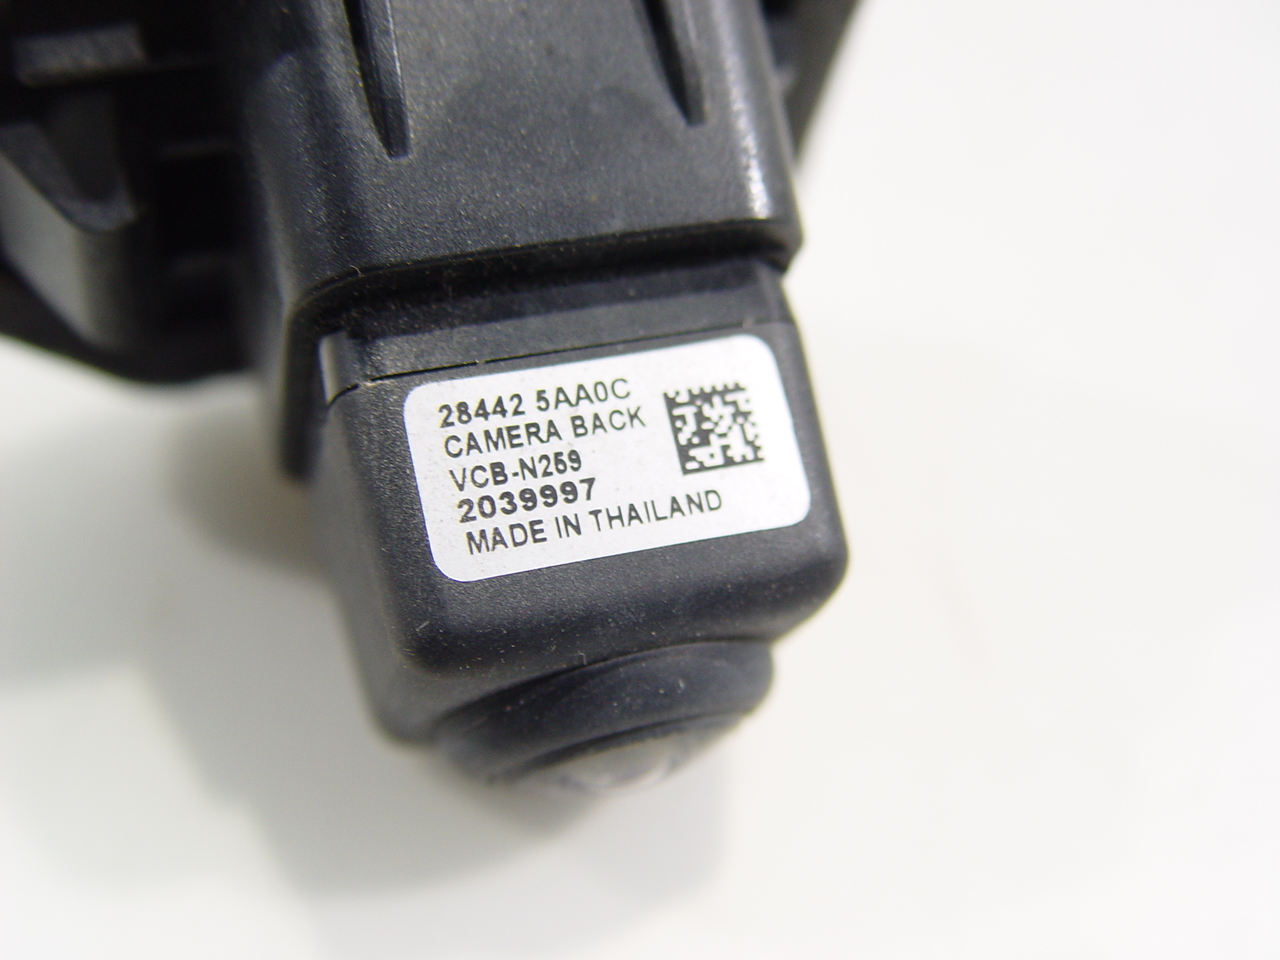 28442 5AA0C
CAMERA BACK
VCB-N259
2039997
MADE IN THAILAND